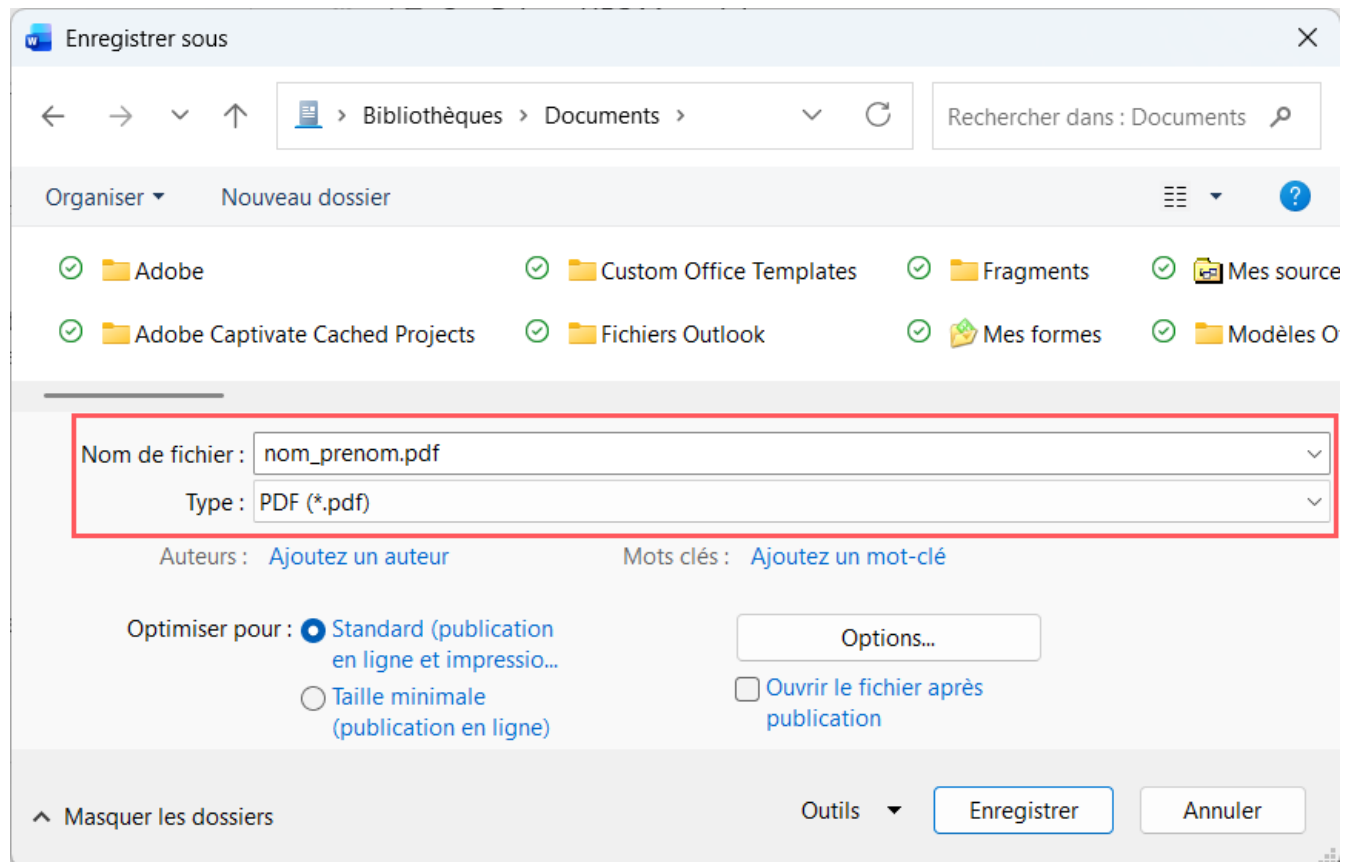 Enregistrer sous
Bibliothèques > Documents >
Rechercher dans : Documents
Organiser
Nouveau dossier
Adobe
Custom Office Templates
Fragments
Mes source
Adobe Captivate Cached Projects
Fichiers Outlook
Mes formes
Modèles O
Nom de fichier : nom_prenom.pdf
Type : PDF (*.pdf)
Auteurs : Ajoutez un auteur
Mots clés : Ajoutez un mot-clé
Optimiser pour : Standard (publication
en ligne et impressio...
Taille minimale
(publication en ligne)
Options...
Ouvrir le fichier après
publication
Masquer les dossiers
Outils
Enregistrer
Annuler